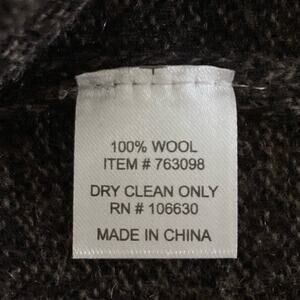 100% WOOL
ITEM # 763098
DRY CLEAN ONLY
RN # 106630
MADE IN CHINA